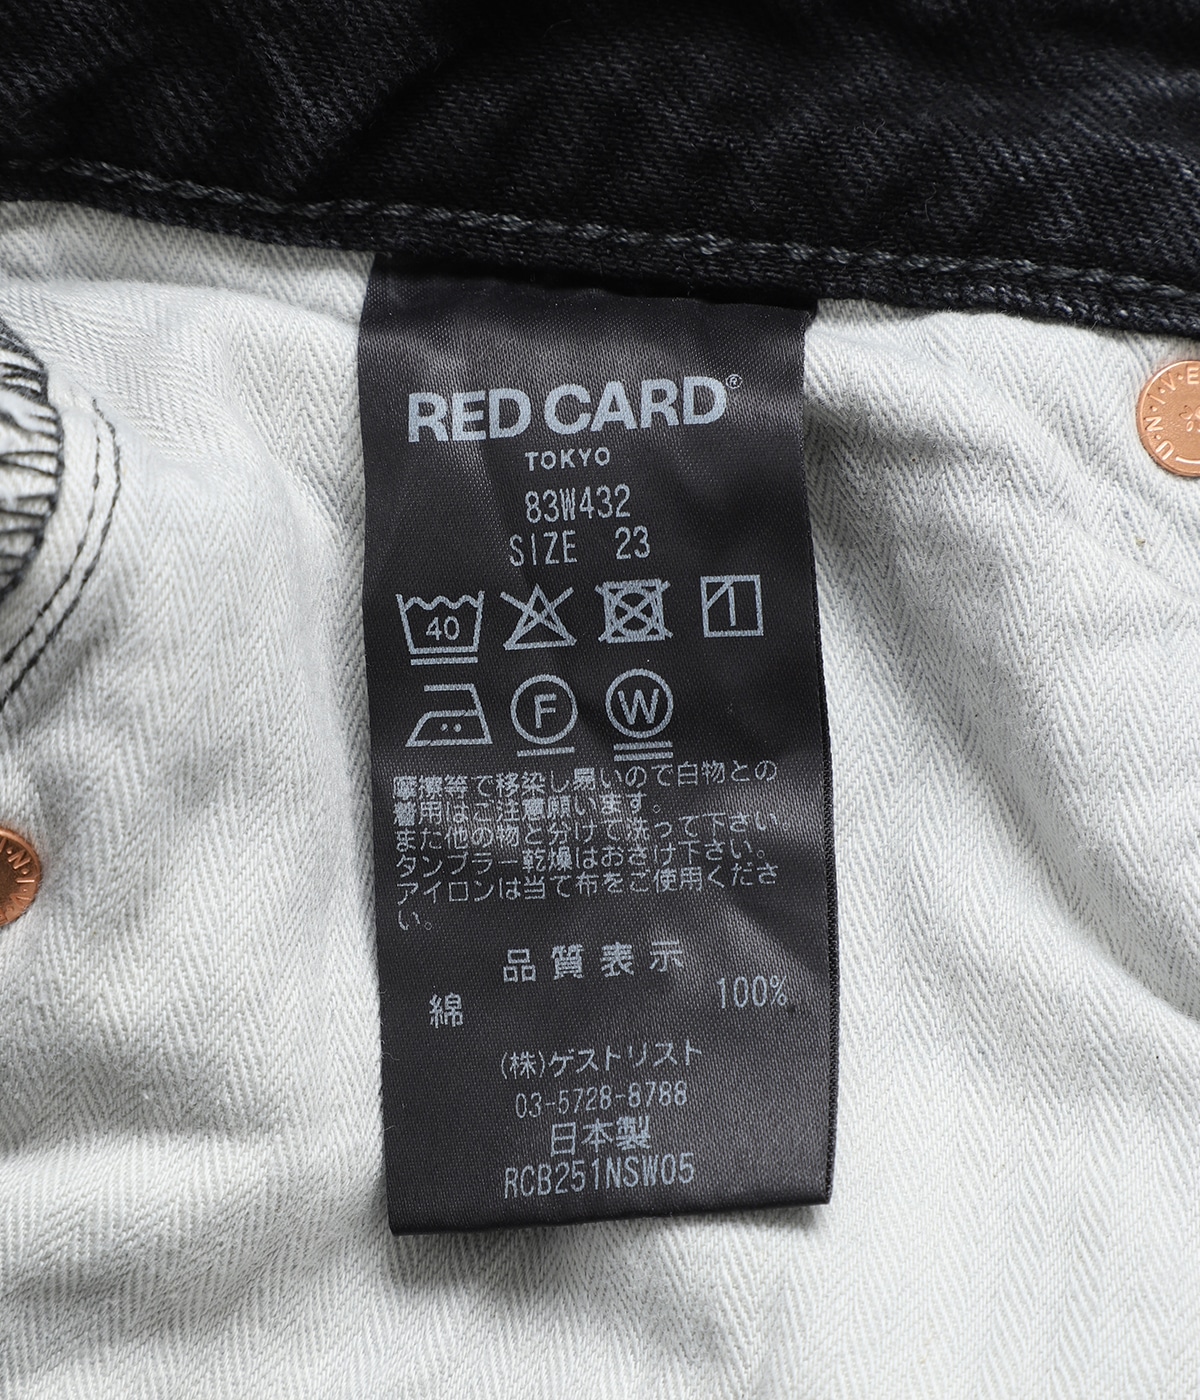 RED CARD®
TOKYO
83W432
SIZE 23
40
F W
摩擦等で移染し易いので白物との
着用はご注意願います。
また他の物と分けて洗って下さい
タンブラー乾燥はおさけ下さい。
アイロンは当て布をご使用くださ
い。
品質表示
綿 100%
(株)ゲストリスト
03-5728-8788
日本製
RCB251NSW05
U·N·I·V·E